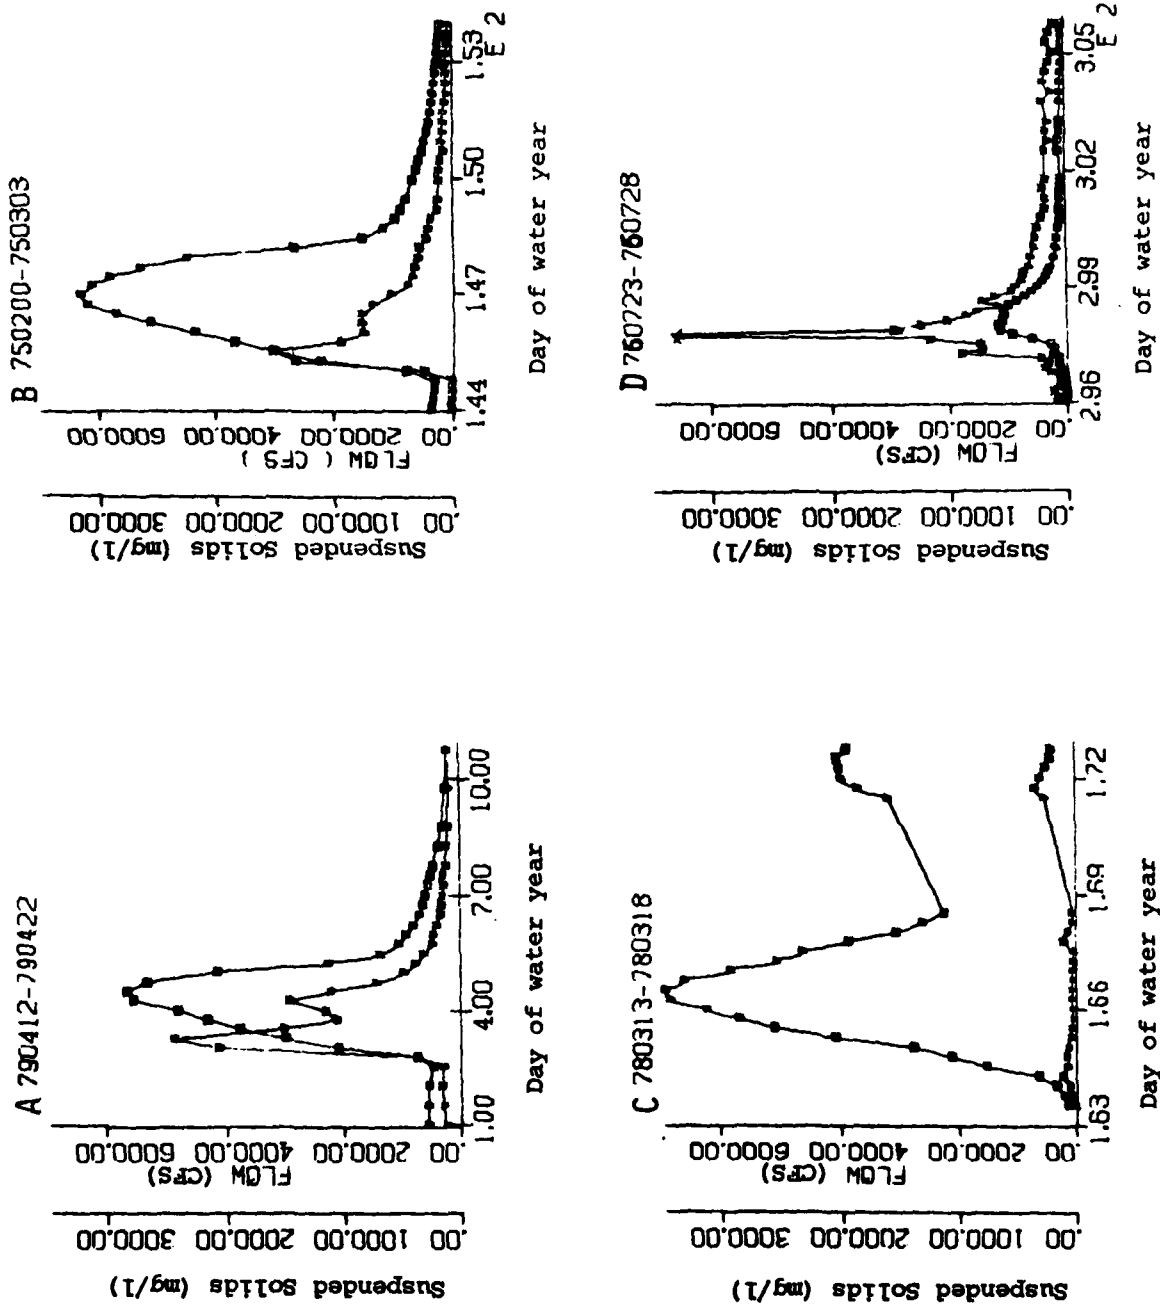 A 790412-790422
Suspended Solids (mg/l)
3000.00 2000.00 1000.00 .00
FLOW (CFS)
6000.00 4000.00 2000.00 .00
1.00 4.00 7.00 10.00
Day of water year
B 750200-750303
Suspended Solids (mg/l)
3000.00 2000.00 1000.00 .00
FLOW (CFS)
6000.00 4000.00 2000.00 .00
1.44 1.47 1.50 1.53
E 2
Day of water year
C 780313-780318
Suspended Solids (mg/l)
3000.00 2000.00 1000.00 .00
FLOW (CFS)
6000.00 4000.00 2000.00 .00
1.63 1.66 1.69 1.72
Day of water year
D 760723-760728
Suspended Solids (mg/l)
3000.00 2000.00 1000.00 .00
FLOW (CFS)
6000.00 4000.00 2000.00 .00
2.96 2.99 3.02 3.05
E 2
Day of water year